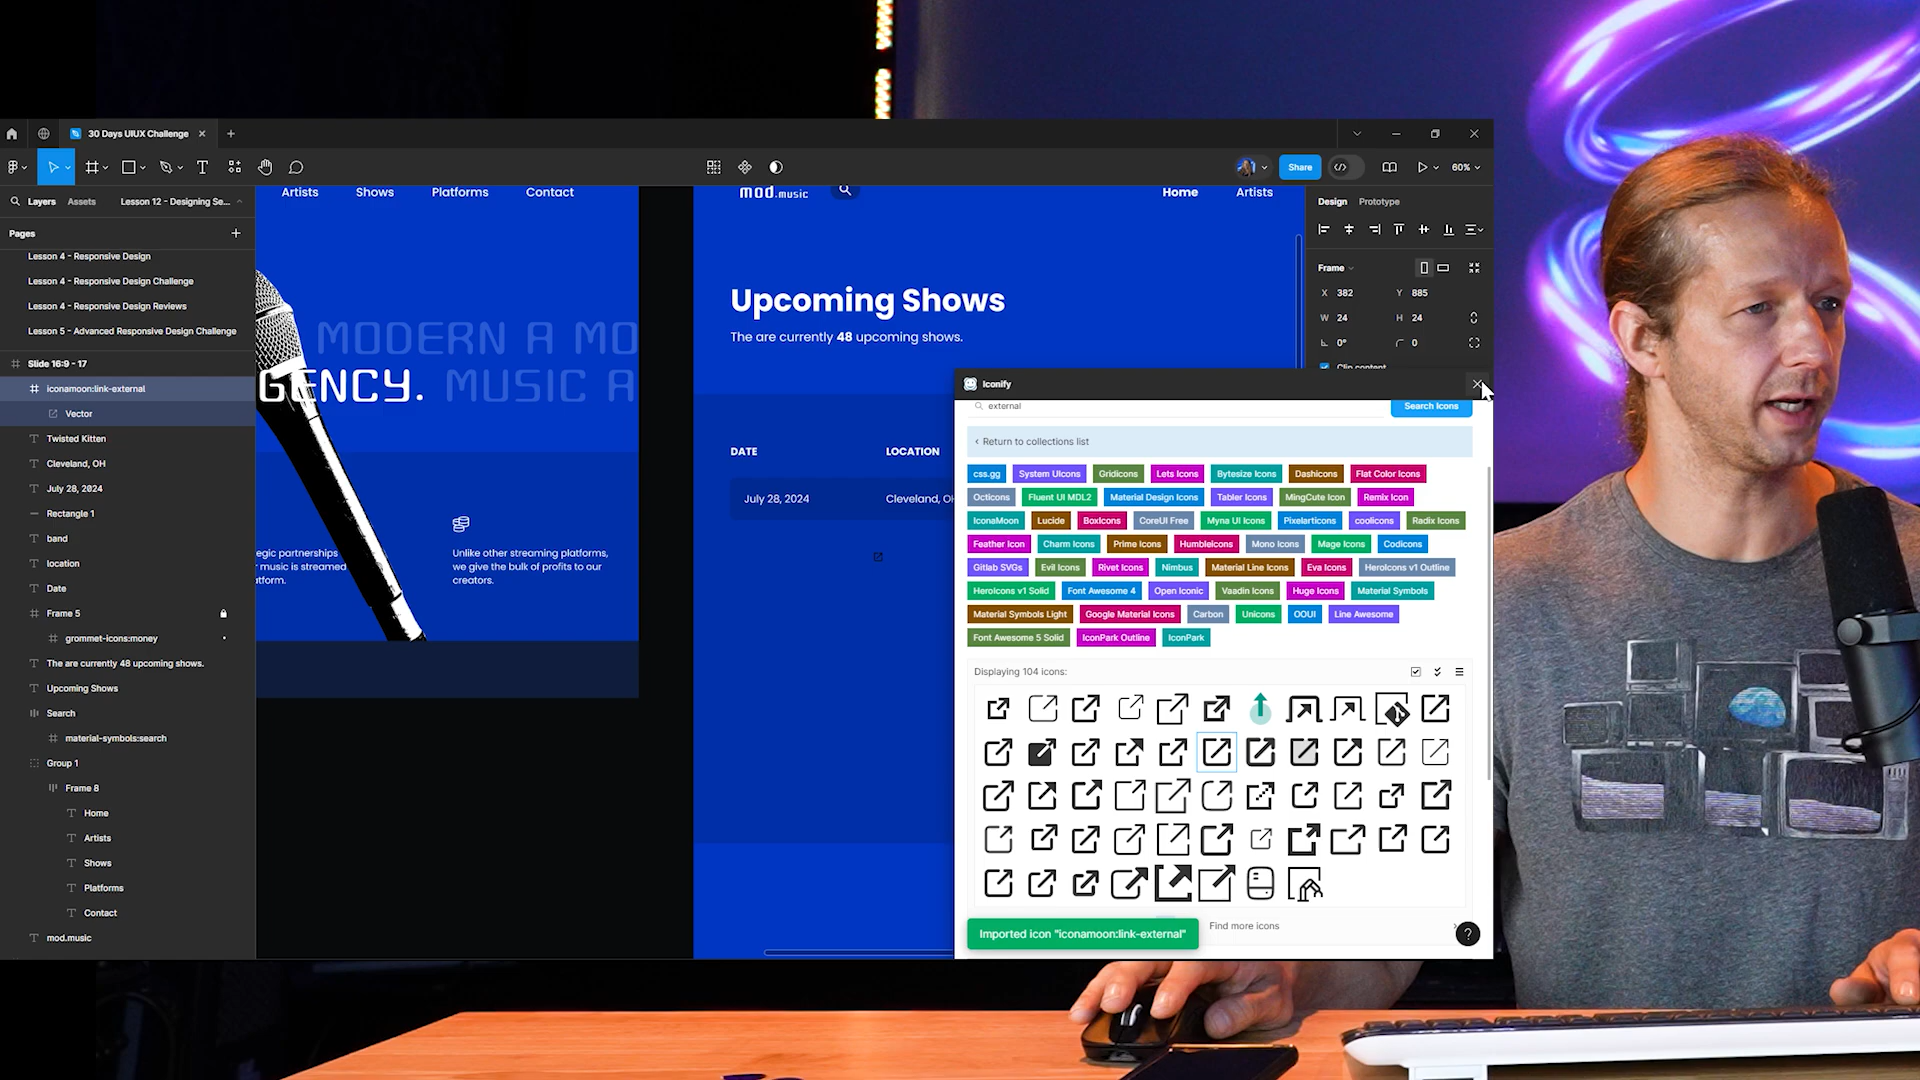 30 Days UIUX Challenge
Share
60%
Layers
Assets
Lesson 12 - Designing Se...
Pages
Lesson 4 - Responsive Design
Lesson 4 - Responsive Design Challenge
Lesson 4 - Responsive Design Reviews
Lesson 5 - Advanced Responsive Design Challenge
Slide 16:9 - 17
iconamoon:link-external
Vector
Twisted Kitten
Cleveland, OH
July 28, 2024
Rectangle 1
band
location
Date
Frame 5
grommet-icons:money
The are currently 48 upcoming shows.
Upcoming Shows
Search
material-symbols:search
Group 1
Frame 8
Home
Artists
Shows
Platforms
Contact
mod.music
Artists
Shows
Platforms
Contact
MODERN A MO
GENCY. MUSIC A
egic partnerships
r music is streamed
atform.
Unlike other streaming platforms,
we give the bulk of profits to our
creators.
mod.music
Home
Artists
Upcoming Shows
The are currently 48 upcoming shows.
DATE
LOCATION
July 28, 2024
Cleveland, OH
Design
Prototype
Frame
X 382
Y 885
W 24
H 24
0°
0
Clip content
Iconify
external
Search Icons
‹ Return to collections list
css.gg System UIcons Gridicons Lets Icons Bytesize Icons Dashicons Flat Color Icons
Octicons Fluent UI MDL2 Material Design Icons Tabler Icons MingCute Icon Remix Icon
IconaMoon Lucide BoxIcons CoreUI Free Myna UI Icons Pixelarticons coolicons Radix Icons
Feather Icon Charm Icons Prime Icons Humbleicons Mono Icons Mage Icons Codicons
Gitlab SVGs Evil Icons Rivet Icons Nimbus Material Line Icons Eva Icons HeroIcons v1 Outline
HeroIcons v1 Solid Font Awesome 4 Open Iconic Vaadin Icons Huge Icons Material Symbols
Material Symbols Light Google Material Icons Carbon Unicons OOUI Line Awesome
Font Awesome 5 Solid IconPark Outline IconPark
Displaying 104 icons:
Imported icon "iconamoon:link-external"
Find more icons
?